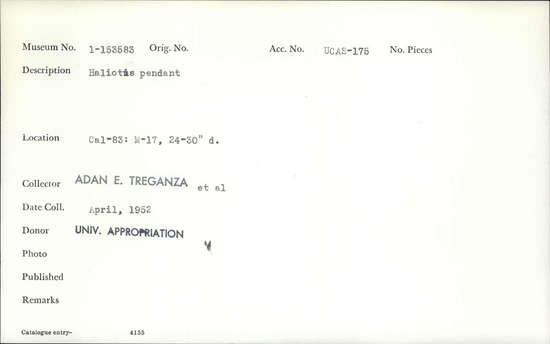 Museum No. 1-153583 Orig. No. Acc. No. UCAS-175 No. Pieces
Description Haliotis pendant
Location Cal-83: M-17, 24-30" d.
Collector ADAN E. TREGANZA et al
Date Coll. April, 1952
Donor UNIV. APPROPRIATION
Photo
Published
Remarks
Catalogue entry- 4155